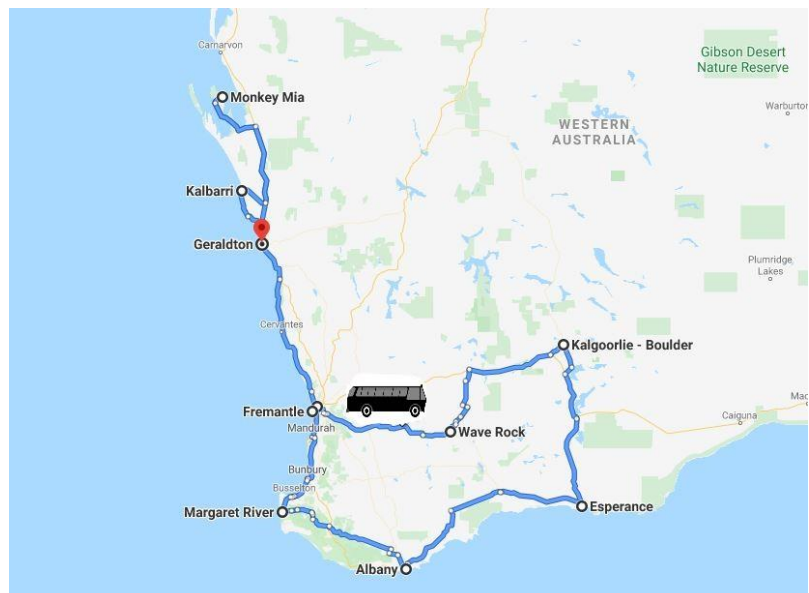 Carnarvon
Gibson Desert
Nature Reserve
Monkey Mia
Warburton
WESTERN
AUSTRALIA
Kalbarri
Geraldton
Plumridge
Lakes
Cervantes
Kalgoorlie - Boulder
Fremantle
Mandurah
Caiguna
Wave Rock
Bunbury
Busselton
Margaret River
Esperance
Albany